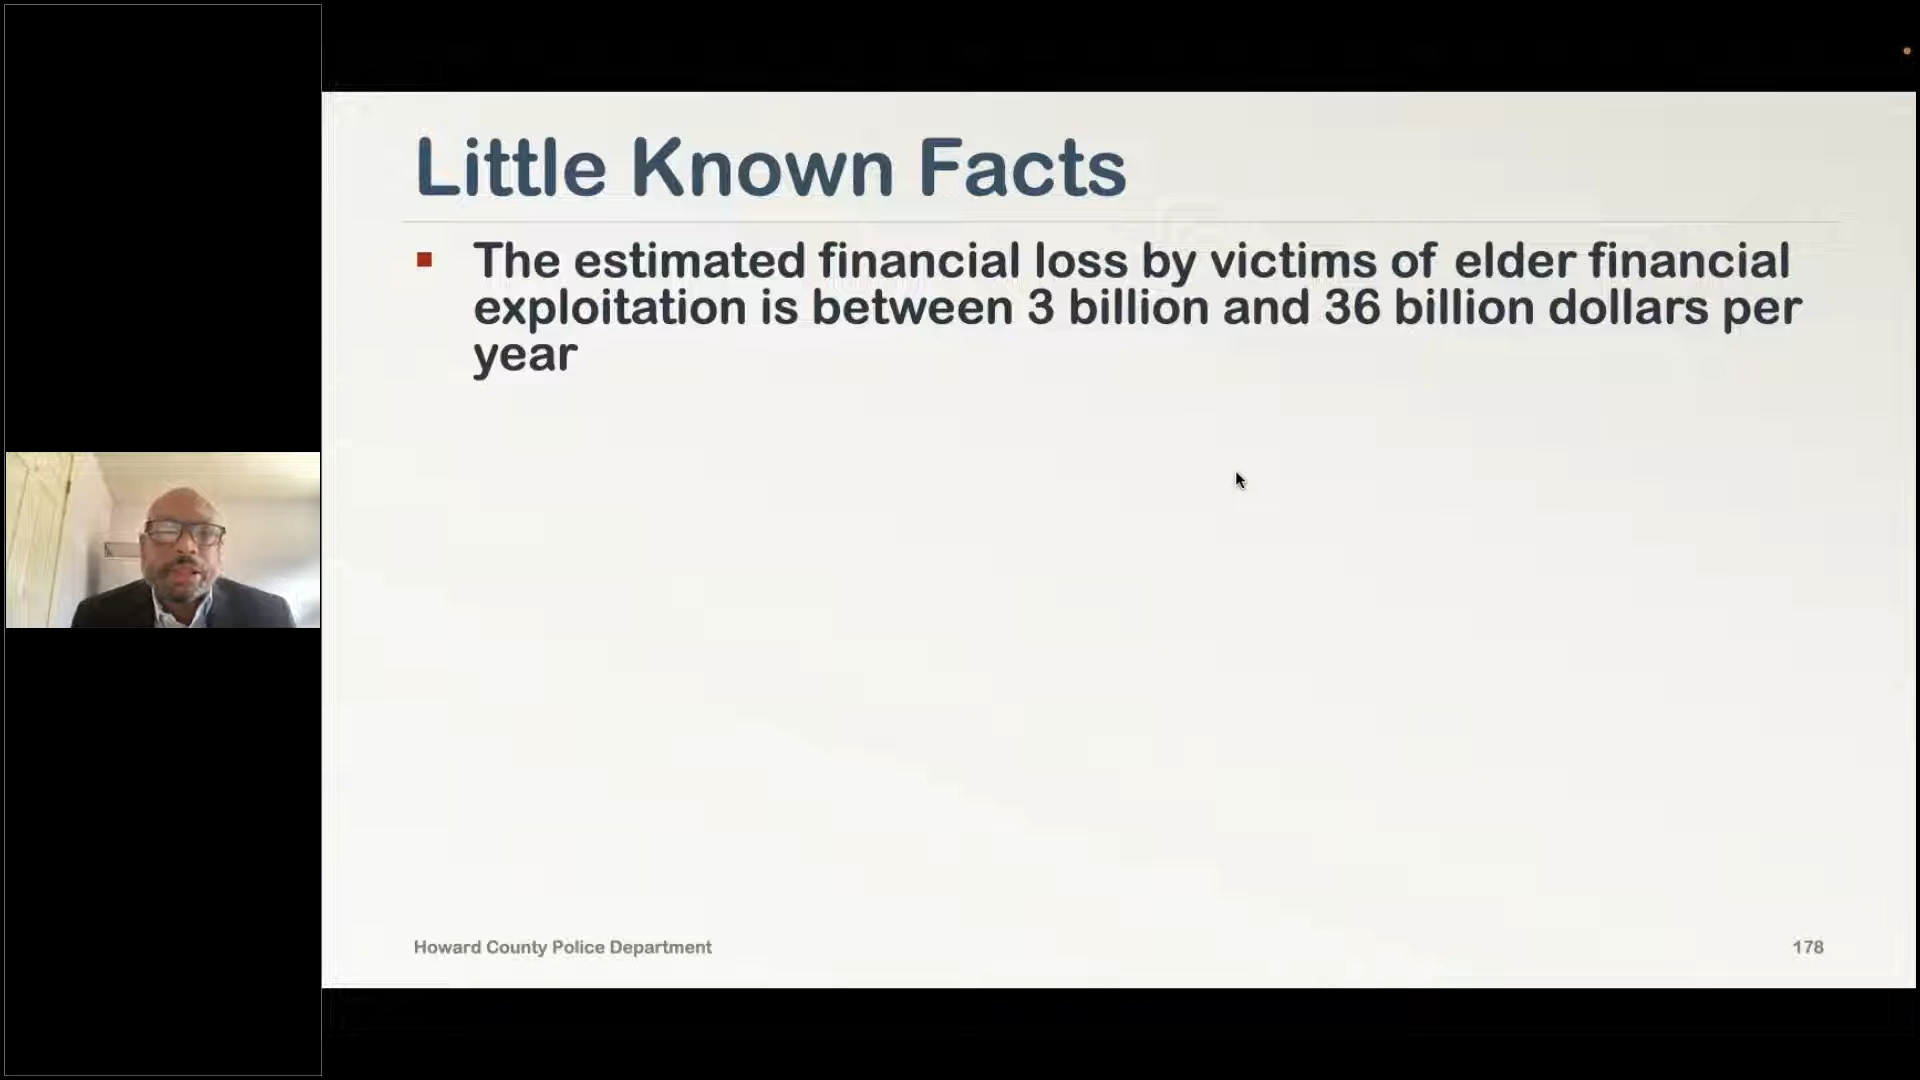 Little Known Facts
The estimated financial loss by victims of elder financial
exploitation is between 3 billion and 36 billion dollars per
year
Howard County Police Department
178